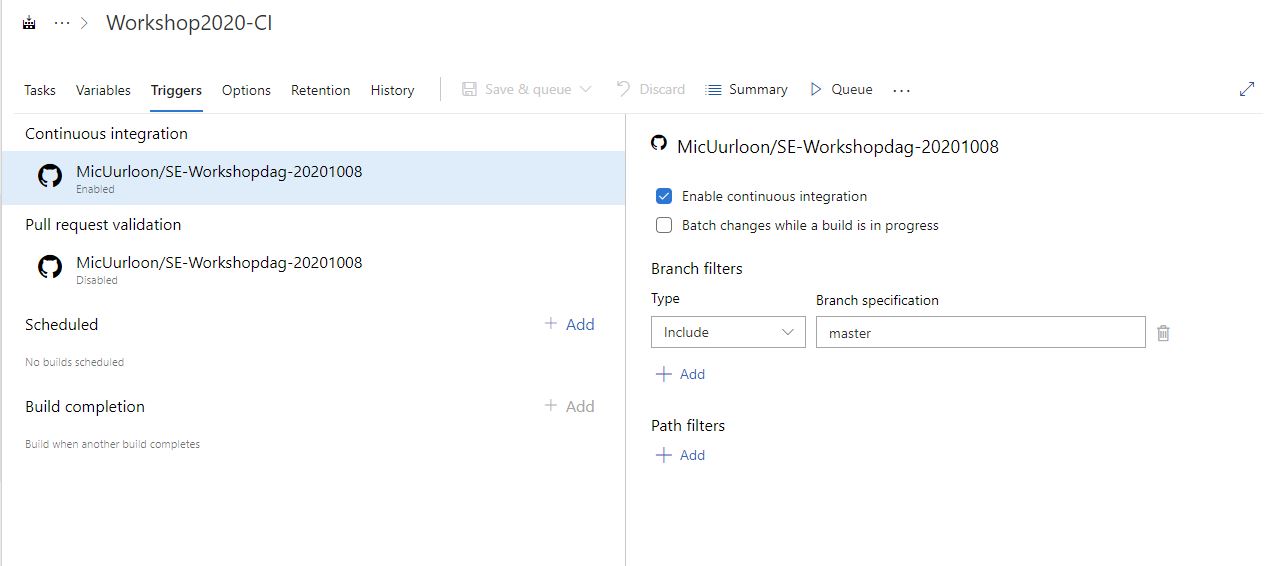 Workshop2020-CI
Tasks Variables Triggers Options Retention History Save & queue Discard Summary Queue ...
Continuous integration
MicUurloon/SE-Workshopdag-20201008
Enabled
Pull request validation
MicUurloon/SE-Workshopdag-20201008
Disabled
Scheduled + Add
No builds scheduled
Build completion + Add
Build when another build completes
MicUurloon/SE-Workshopdag-20201008
Enable continuous integration
Batch changes while a build is in progress
Branch filters
Type Branch specification
Include master
+ Add
Path filters
+ Add